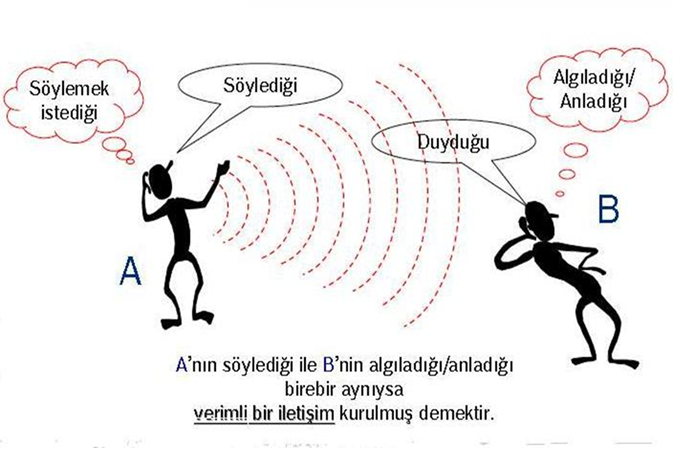 Söylemek
istediği
Söylediği
Algıladığı/
Anladığı
Duyduğu
A
B
A'nın söylediği ile B'nin algıladığı/anladığı
birebir aynıysa
verimli bir iletişim kurulmuş demektir.